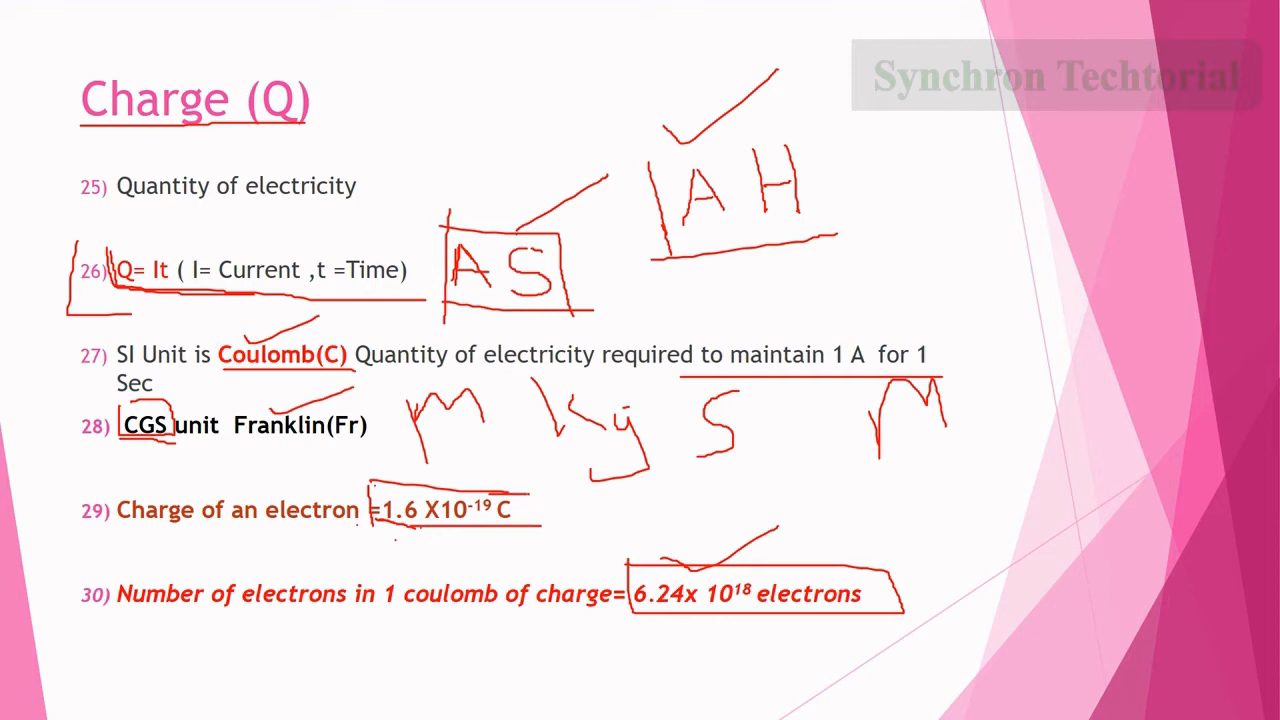 Synchron Techtorial
Charge (Q)
A H
25) Quantity of electricity
26) Q= It ( I= Current ,t =Time)
A S
27) SI Unit is Coulomb(C) Quantity of electricity required to maintain 1 A for 1
Sec
28) CGS unit Franklin(Fr)
m kg S M
29) Charge of an electron =1.6 X10⁻¹⁹ C
30) Number of electrons in 1 coulomb of charge= 6.24x 10¹⁸ electrons